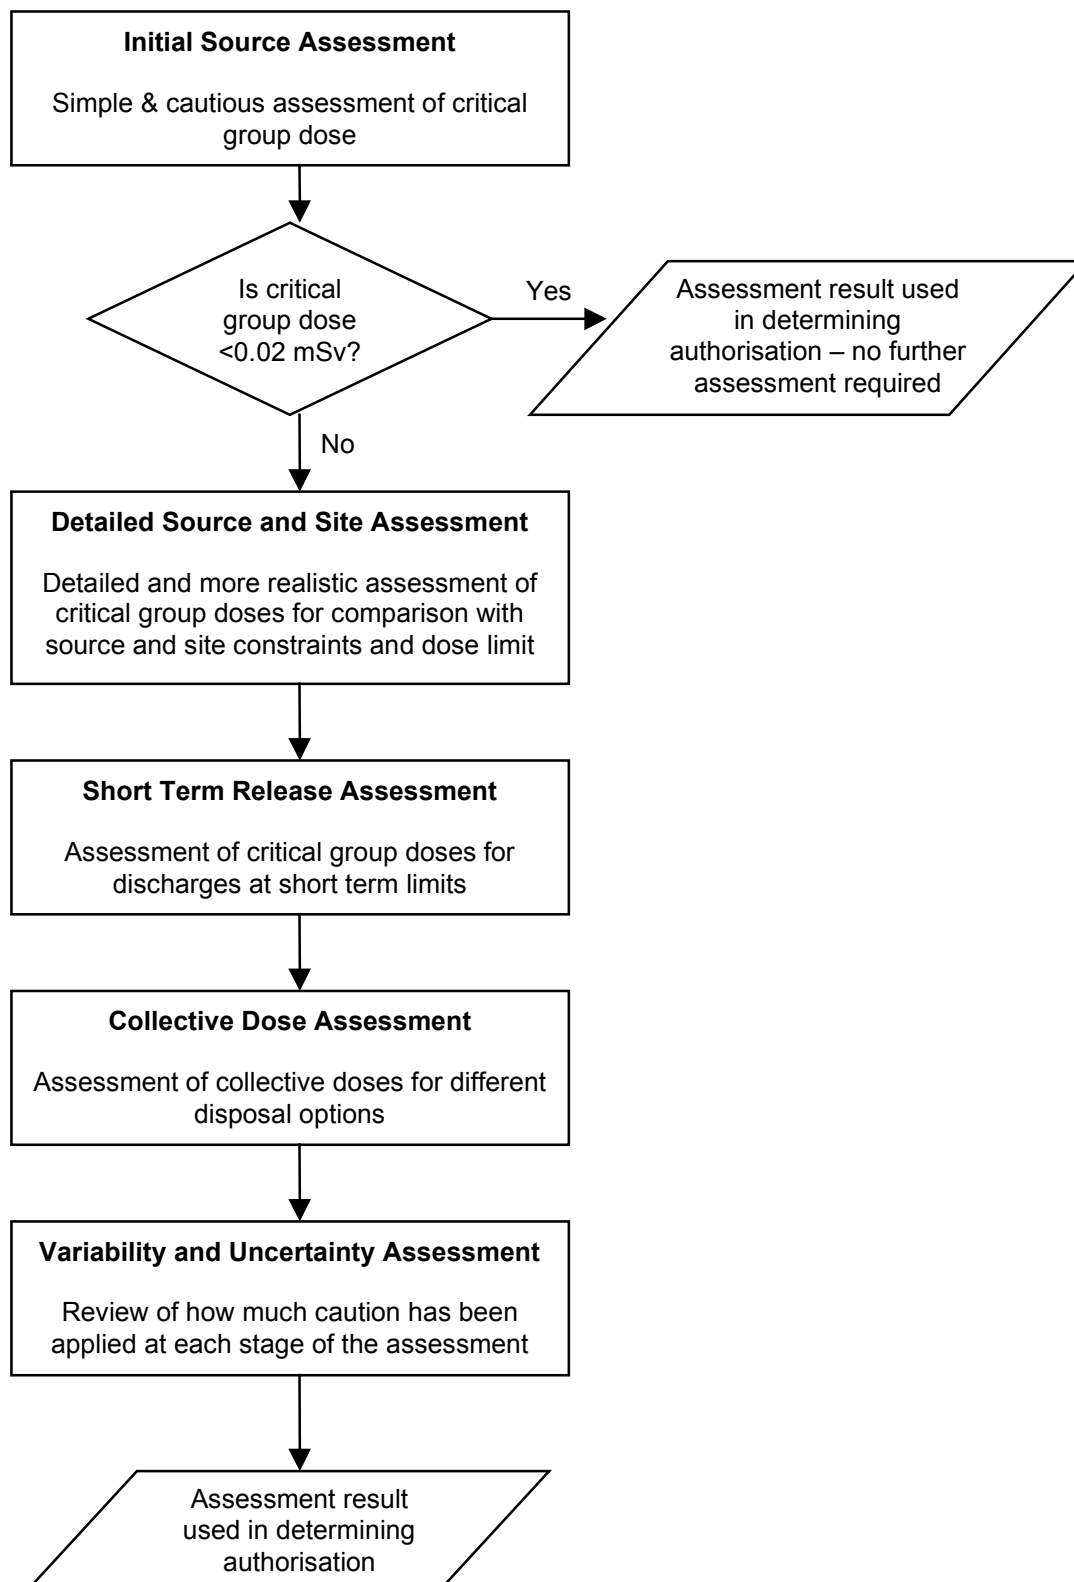 Initial Source Assessment
Simple & cautious assessment of critical
group dose
Is critical
group dose
<0.02 mSv?
Yes
Assessment result used
in determining
authorisation – no further
assessment required
No
Detailed Source and Site Assessment
Detailed and more realistic assessment of
critical group doses for comparison with
source and site constraints and dose limit
Short Term Release Assessment
Assessment of critical group doses for
discharges at short term limits
Collective Dose Assessment
Assessment of collective doses for different
disposal options
Variability and Uncertainty Assessment
Review of how much caution has been
applied at each stage of the assessment
Assessment result
used in determining
authorisation